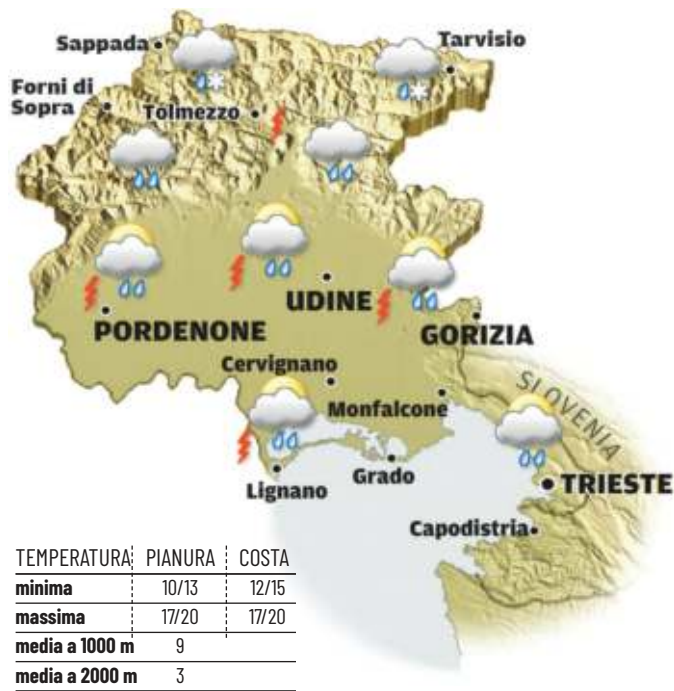 Sappada
Tarvisio
Forni di
Sopra
Tolmezzo
UDINE
PORDENONE
GORIZIA
Cervignano
SLOVENIA
Monfalcone
Grado
Lignano
TRIESTE
Capodistria
TEMPERATURA PIANURA COSTA
minima 10/13 12/15
massima 17/20 17/20
media a 1000 m 9
media a 2000 m 3